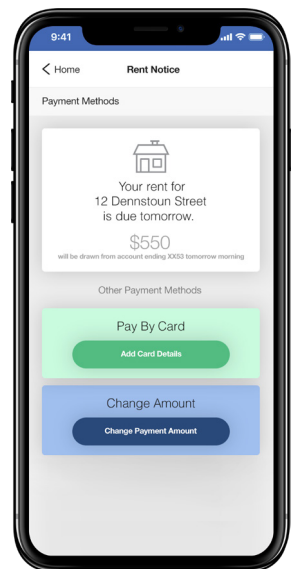 9:41
Home
Rent Notice
Payment Methods
Your rent for
12 Dennstoun Street
is due tomorrow.
$550
will be drawn from account ending XX53 tomorrow morning
Other Payment Methods
Pay By Card
Add Card Details
Change Amount
Change Payment Amount